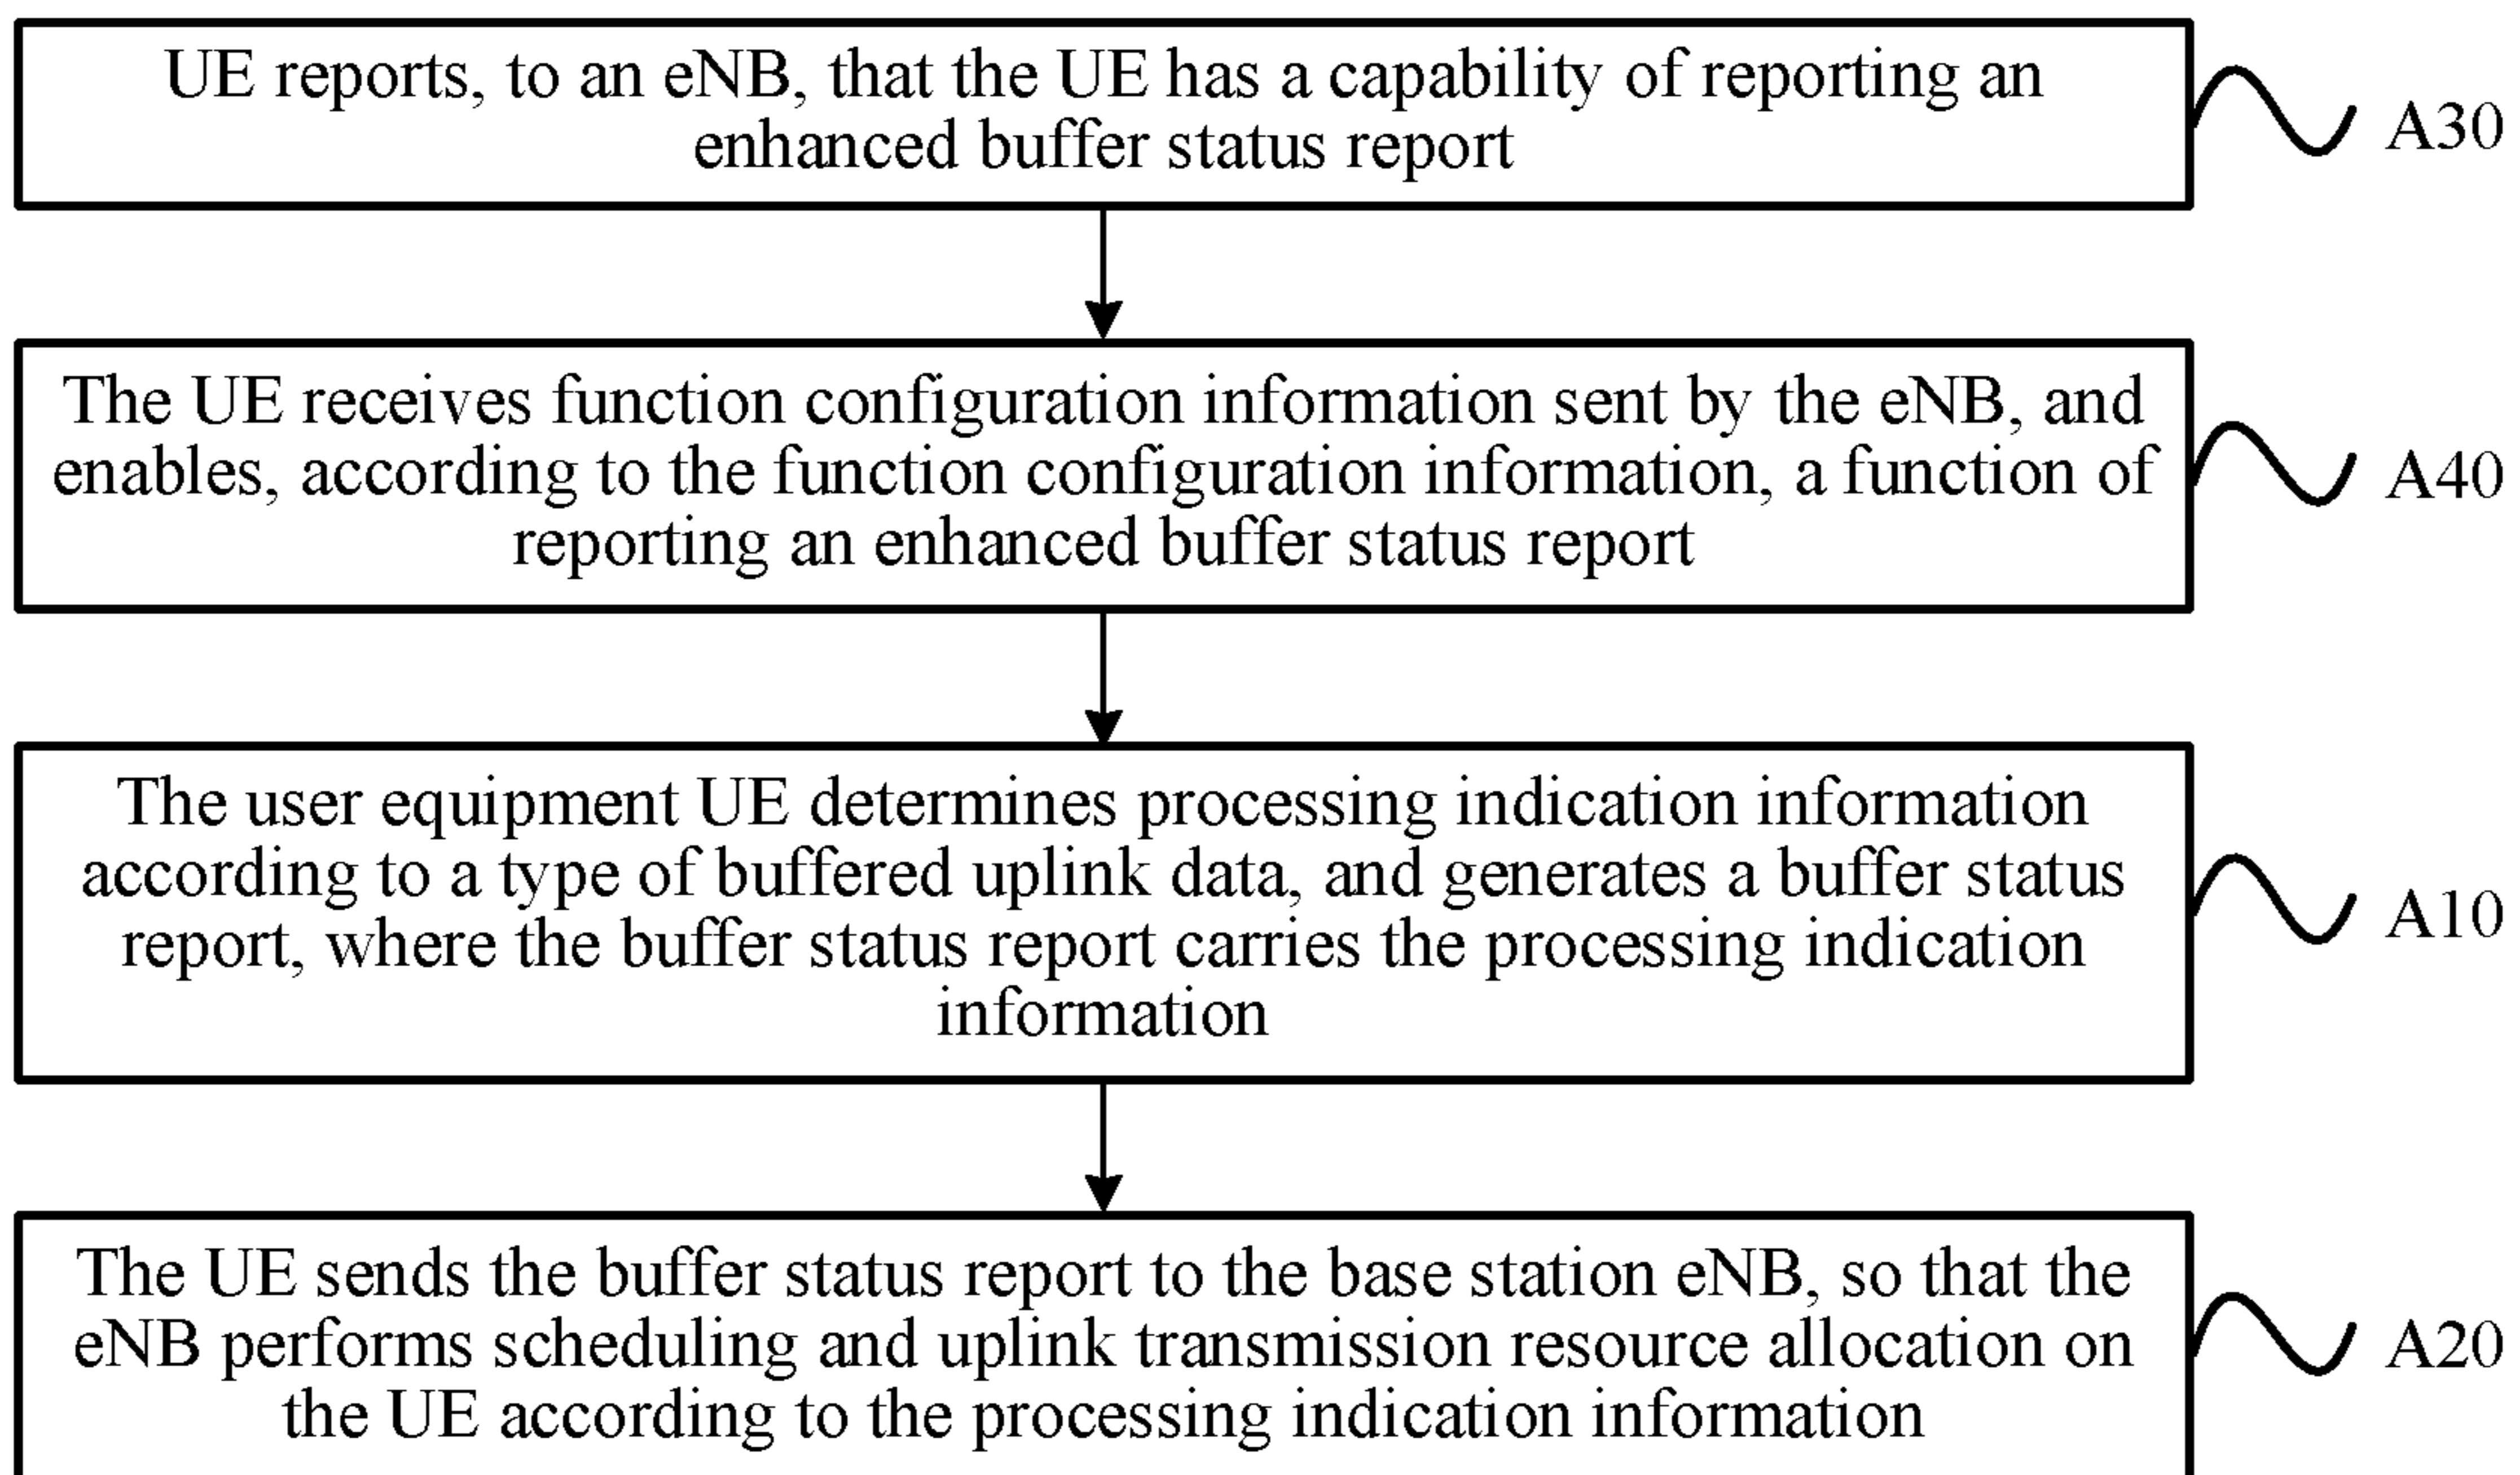 UE reports, to an eNB, that the UE has a capability of reporting an
enhanced buffer status report
A30
The UE receives function configuration information sent by the eNB, and
enables, according to the function configuration information, a function of
reporting an enhanced buffer status report
A40
The user equipment UE determines processing indication information
according to a type of buffered uplink data, and generates a buffer status
report, where the buffer status report carries the processing indication
information
A10
The UE sends the buffer status report to the base station eNB, so that the
eNB performs scheduling and uplink transmission resource allocation on
the UE according to the processing indication information
A20